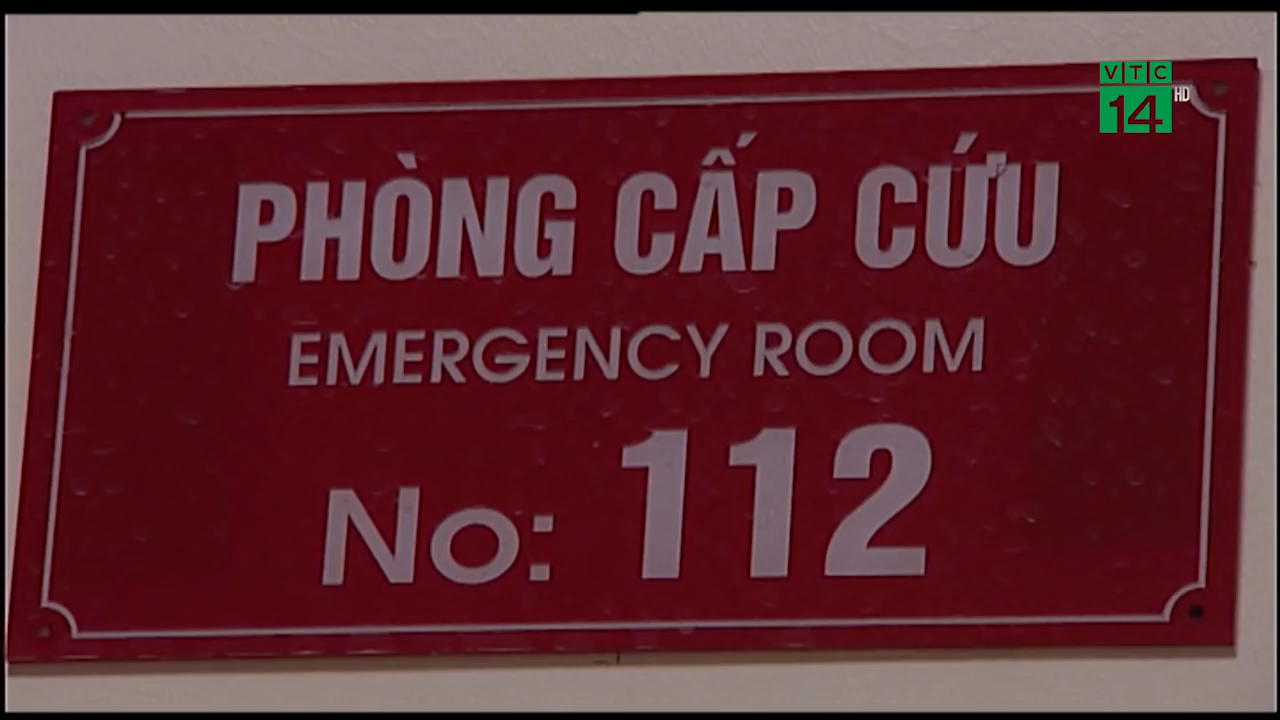 VTC
14 HD
PHÒNG CẤP CỨU
EMERGENCY ROOM
No: 112